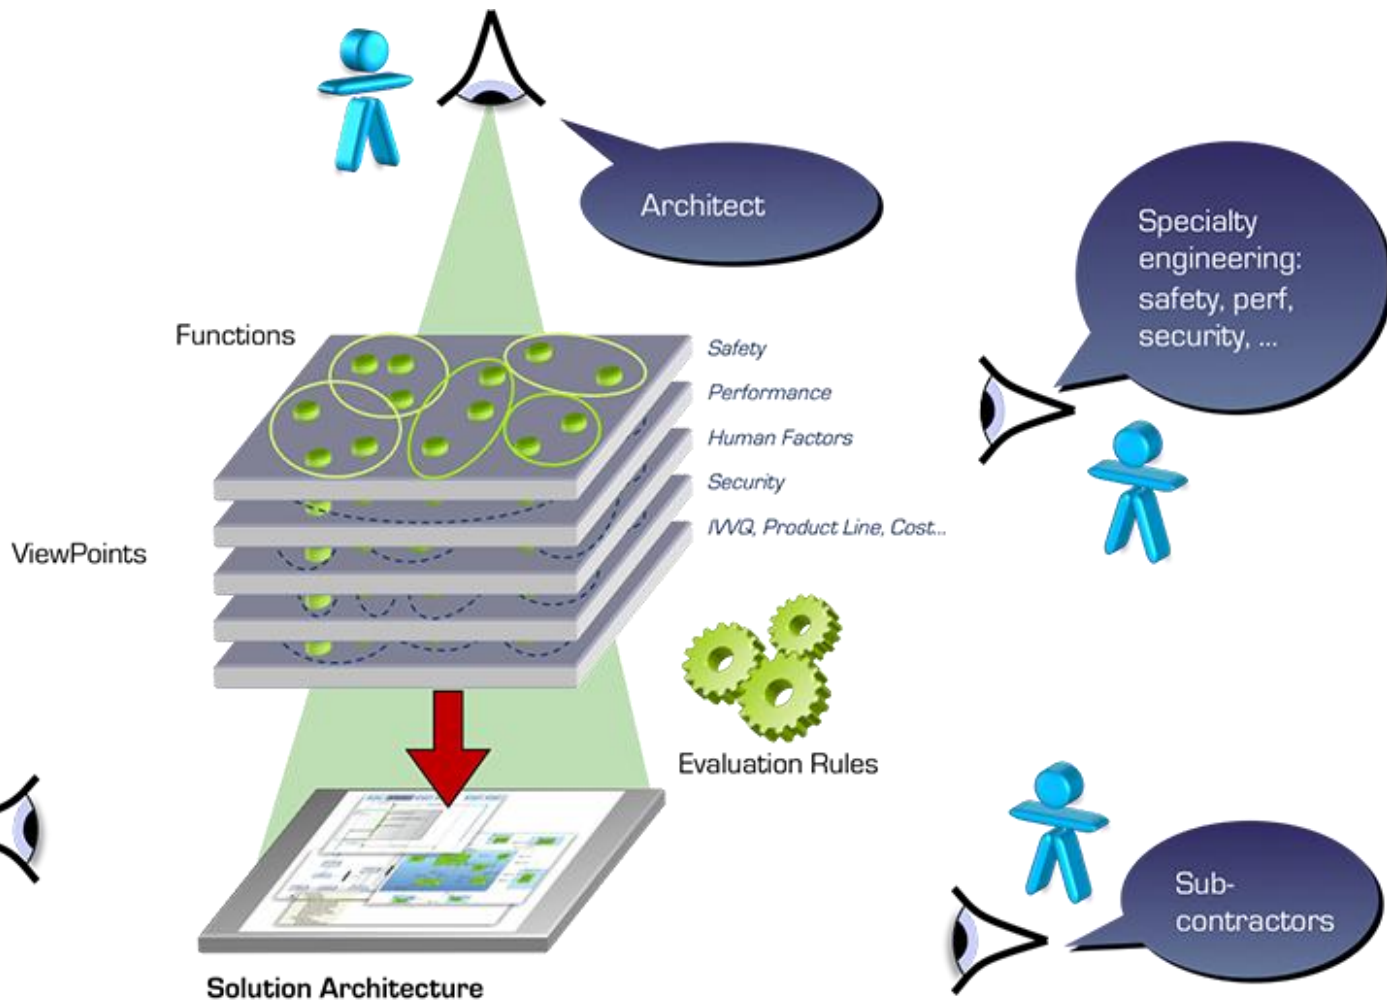 Architect
Specialty
engineering:
safety, perf,
security, ...
Functions
Safety
Performance
Human Factors
Security
IVVQ, Product Line, Cost...
ViewPoints
Evaluation Rules
Sub-
contractors
Solution Architecture